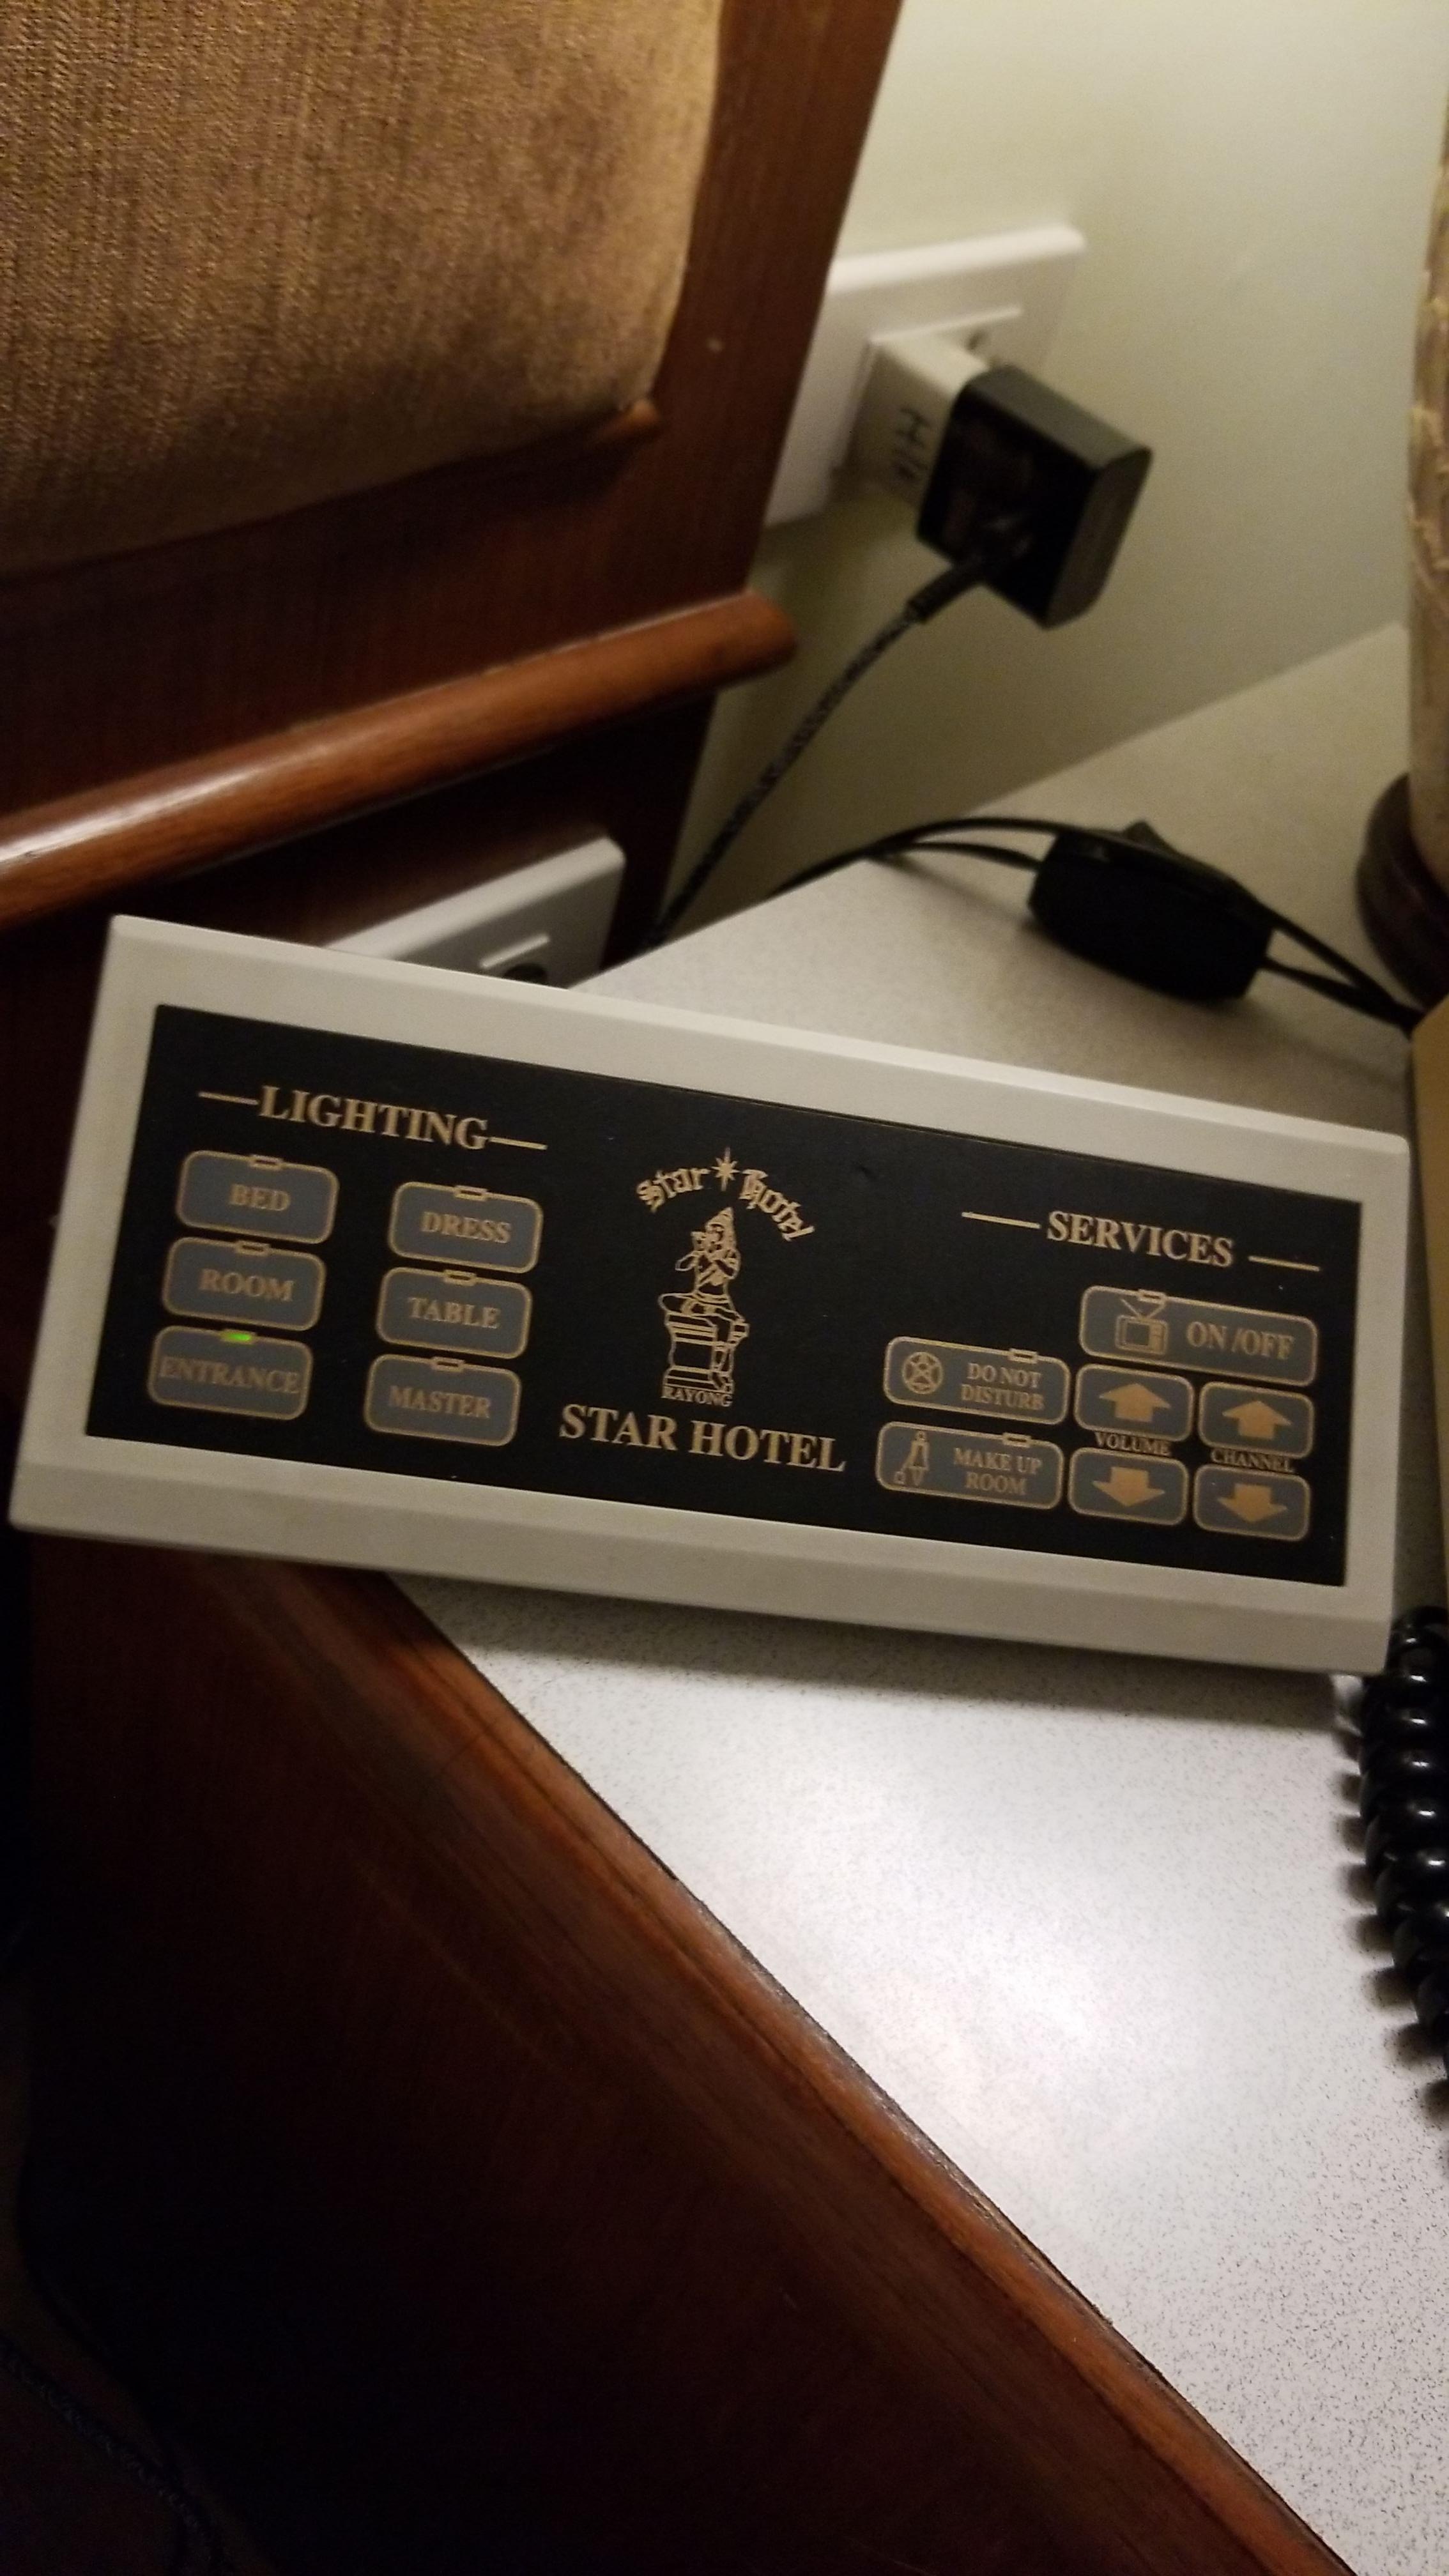 LIGHTING
BED
DRESS
ROOM
TABLE
ENTRANCE
MASTER
Star Hotel
RAYONG
STAR HOTEL
SERVICES
ON /OFF
DO NOT
DISTURB
MAKE UP
ROOM
VOLUME
CHANNEL